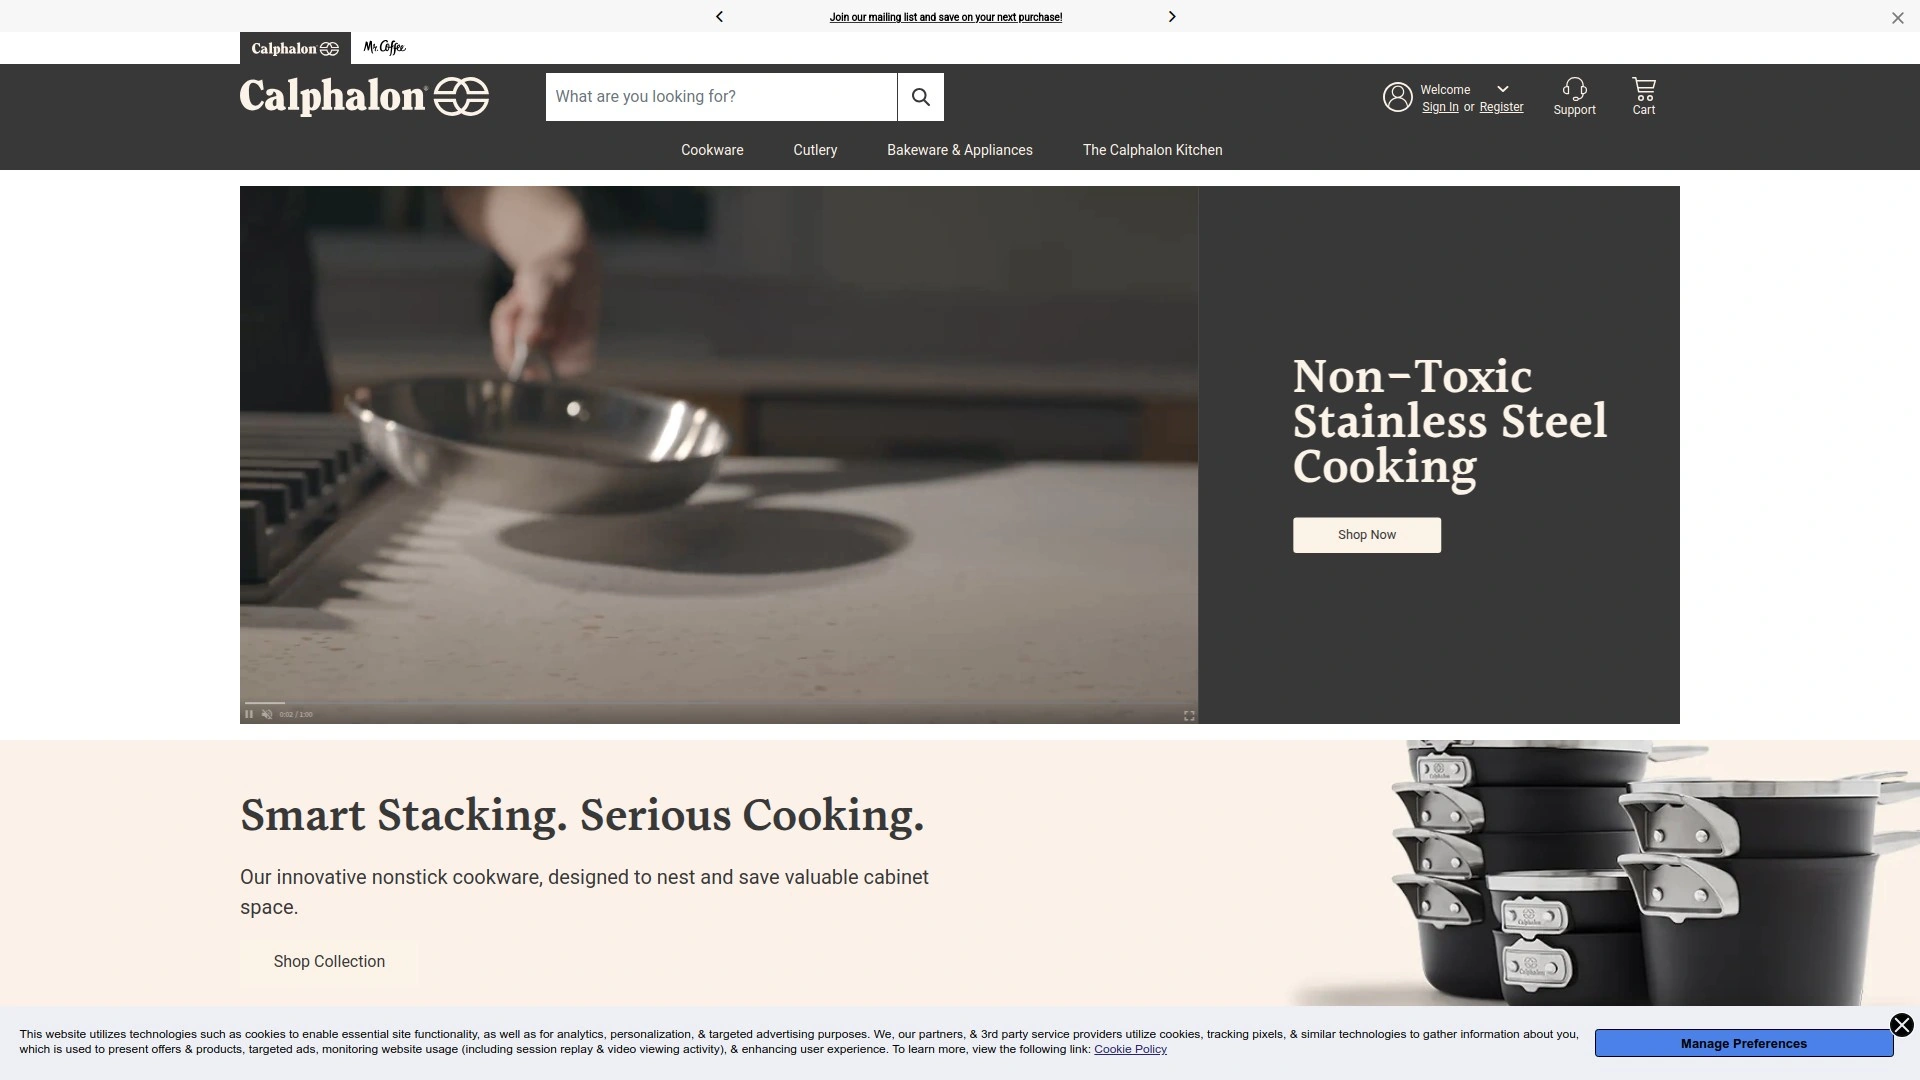 Join our mailing list and save on your next purchase!
Calphalon
Mr. Coffee
Calphalon
What are you looking for?
Welcome
Sign In or Register
Support
Cart
Cookware
Cutlery
Bakeware & Appliances
The Calphalon Kitchen
Non-Toxic
Stainless Steel
Cooking
Shop Now
0:02 / 1:00
Smart Stacking. Serious Cooking.
Our innovative nonstick cookware, designed to nest and save valuable cabinet
space.
Shop Collection
Calphalon
Calphalon
Calphalon
This website utilizes technologies such as cookies to enable essential site functionality, as well as for analytics, personalization, & targeted advertising purposes. We, our partners, & 3rd party service providers utilize cookies, tracking pixels, & similar technologies to gather information about you,
which is used to present offers & products, targeted ads, monitoring website usage (including session replay & video viewing activity), & enhancing user experience. To learn more, view the following link: Cookie Policy
Manage Preferences